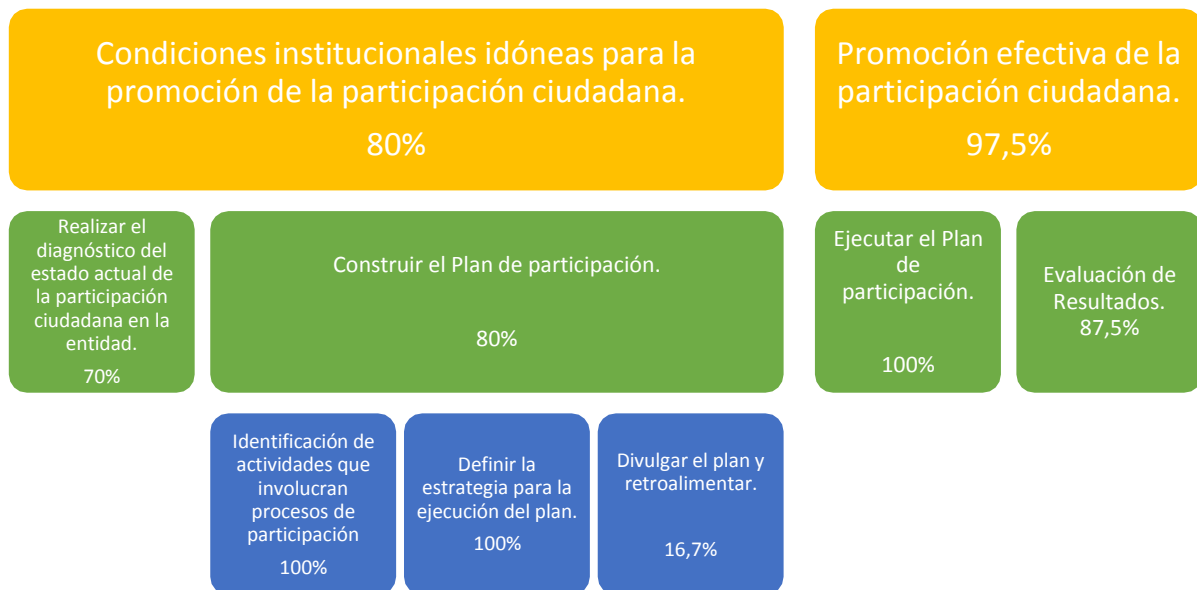 Condiciones institucionales idóneas para la
promoción de la participación ciudadana.
80%
Promoción efectiva de la
participación ciudadana.
97,5%
Realizar el
diagnóstico del
estado actual de
la participación
ciudadana en la
entidad.
70%
Construir el Plan de participación.
80%
Ejecutar el Plan
de
participación.
100%
Evaluación de
Resultados.
87,5%
Identificación de
actividades que
involucran
procesos de
participación
100%
Definir la
estrategia para la
ejecución del plan.
100%
Divulgar el plan y
retroalimentar.
16,7%